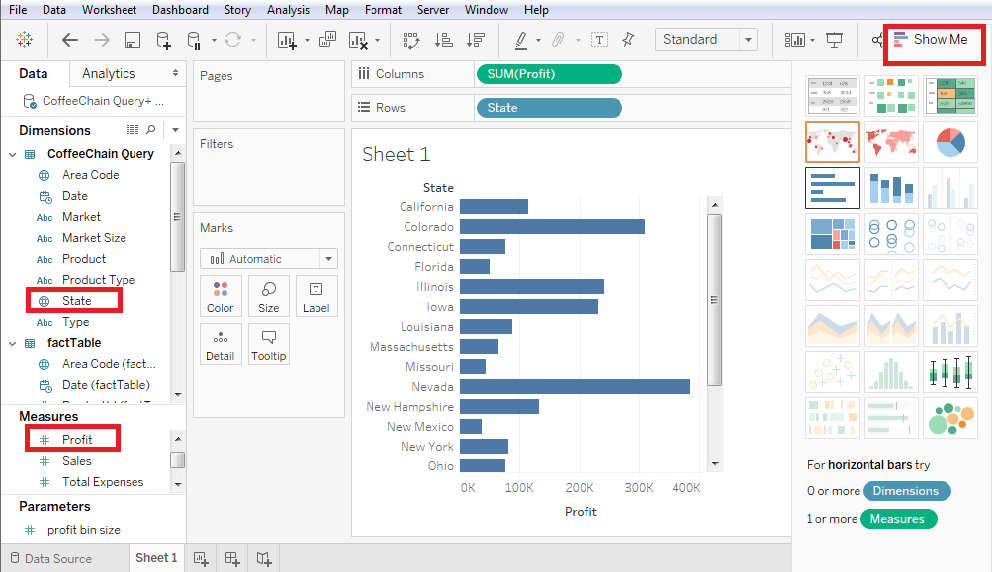 File Data Worksheet Dashboard Story Analysis Map Format Server Window Help
Standard
Show Me
Data Analytics
CoffeeChain Query+ ...
Dimensions
CoffeeChain Query
Area Code
Date
Abc Market
Abc Market Size
Abc Product
Abc Product Type
State
Abc Type
factTable
Area Code (fact...
Date (factTable)
Measures
Profit
Sales
Total Expenses
Parameters
profit bin size
Pages
Filters
Marks
Automatic
Color Size Label
Detail Tooltip
Columns SUM(Profit)
Rows State
Sheet 1
State
California
Colorado
Connecticut
Florida
Illinois
Iowa
Louisiana
Massachusetts
Missouri
Nevada
New Hampshire
New Mexico
New York
Ohio
0K 100K 200K 300K 400K
Profit
For horizontal bars try
0 or more Dimensions
1 or more Measures
Data Source Sheet 1